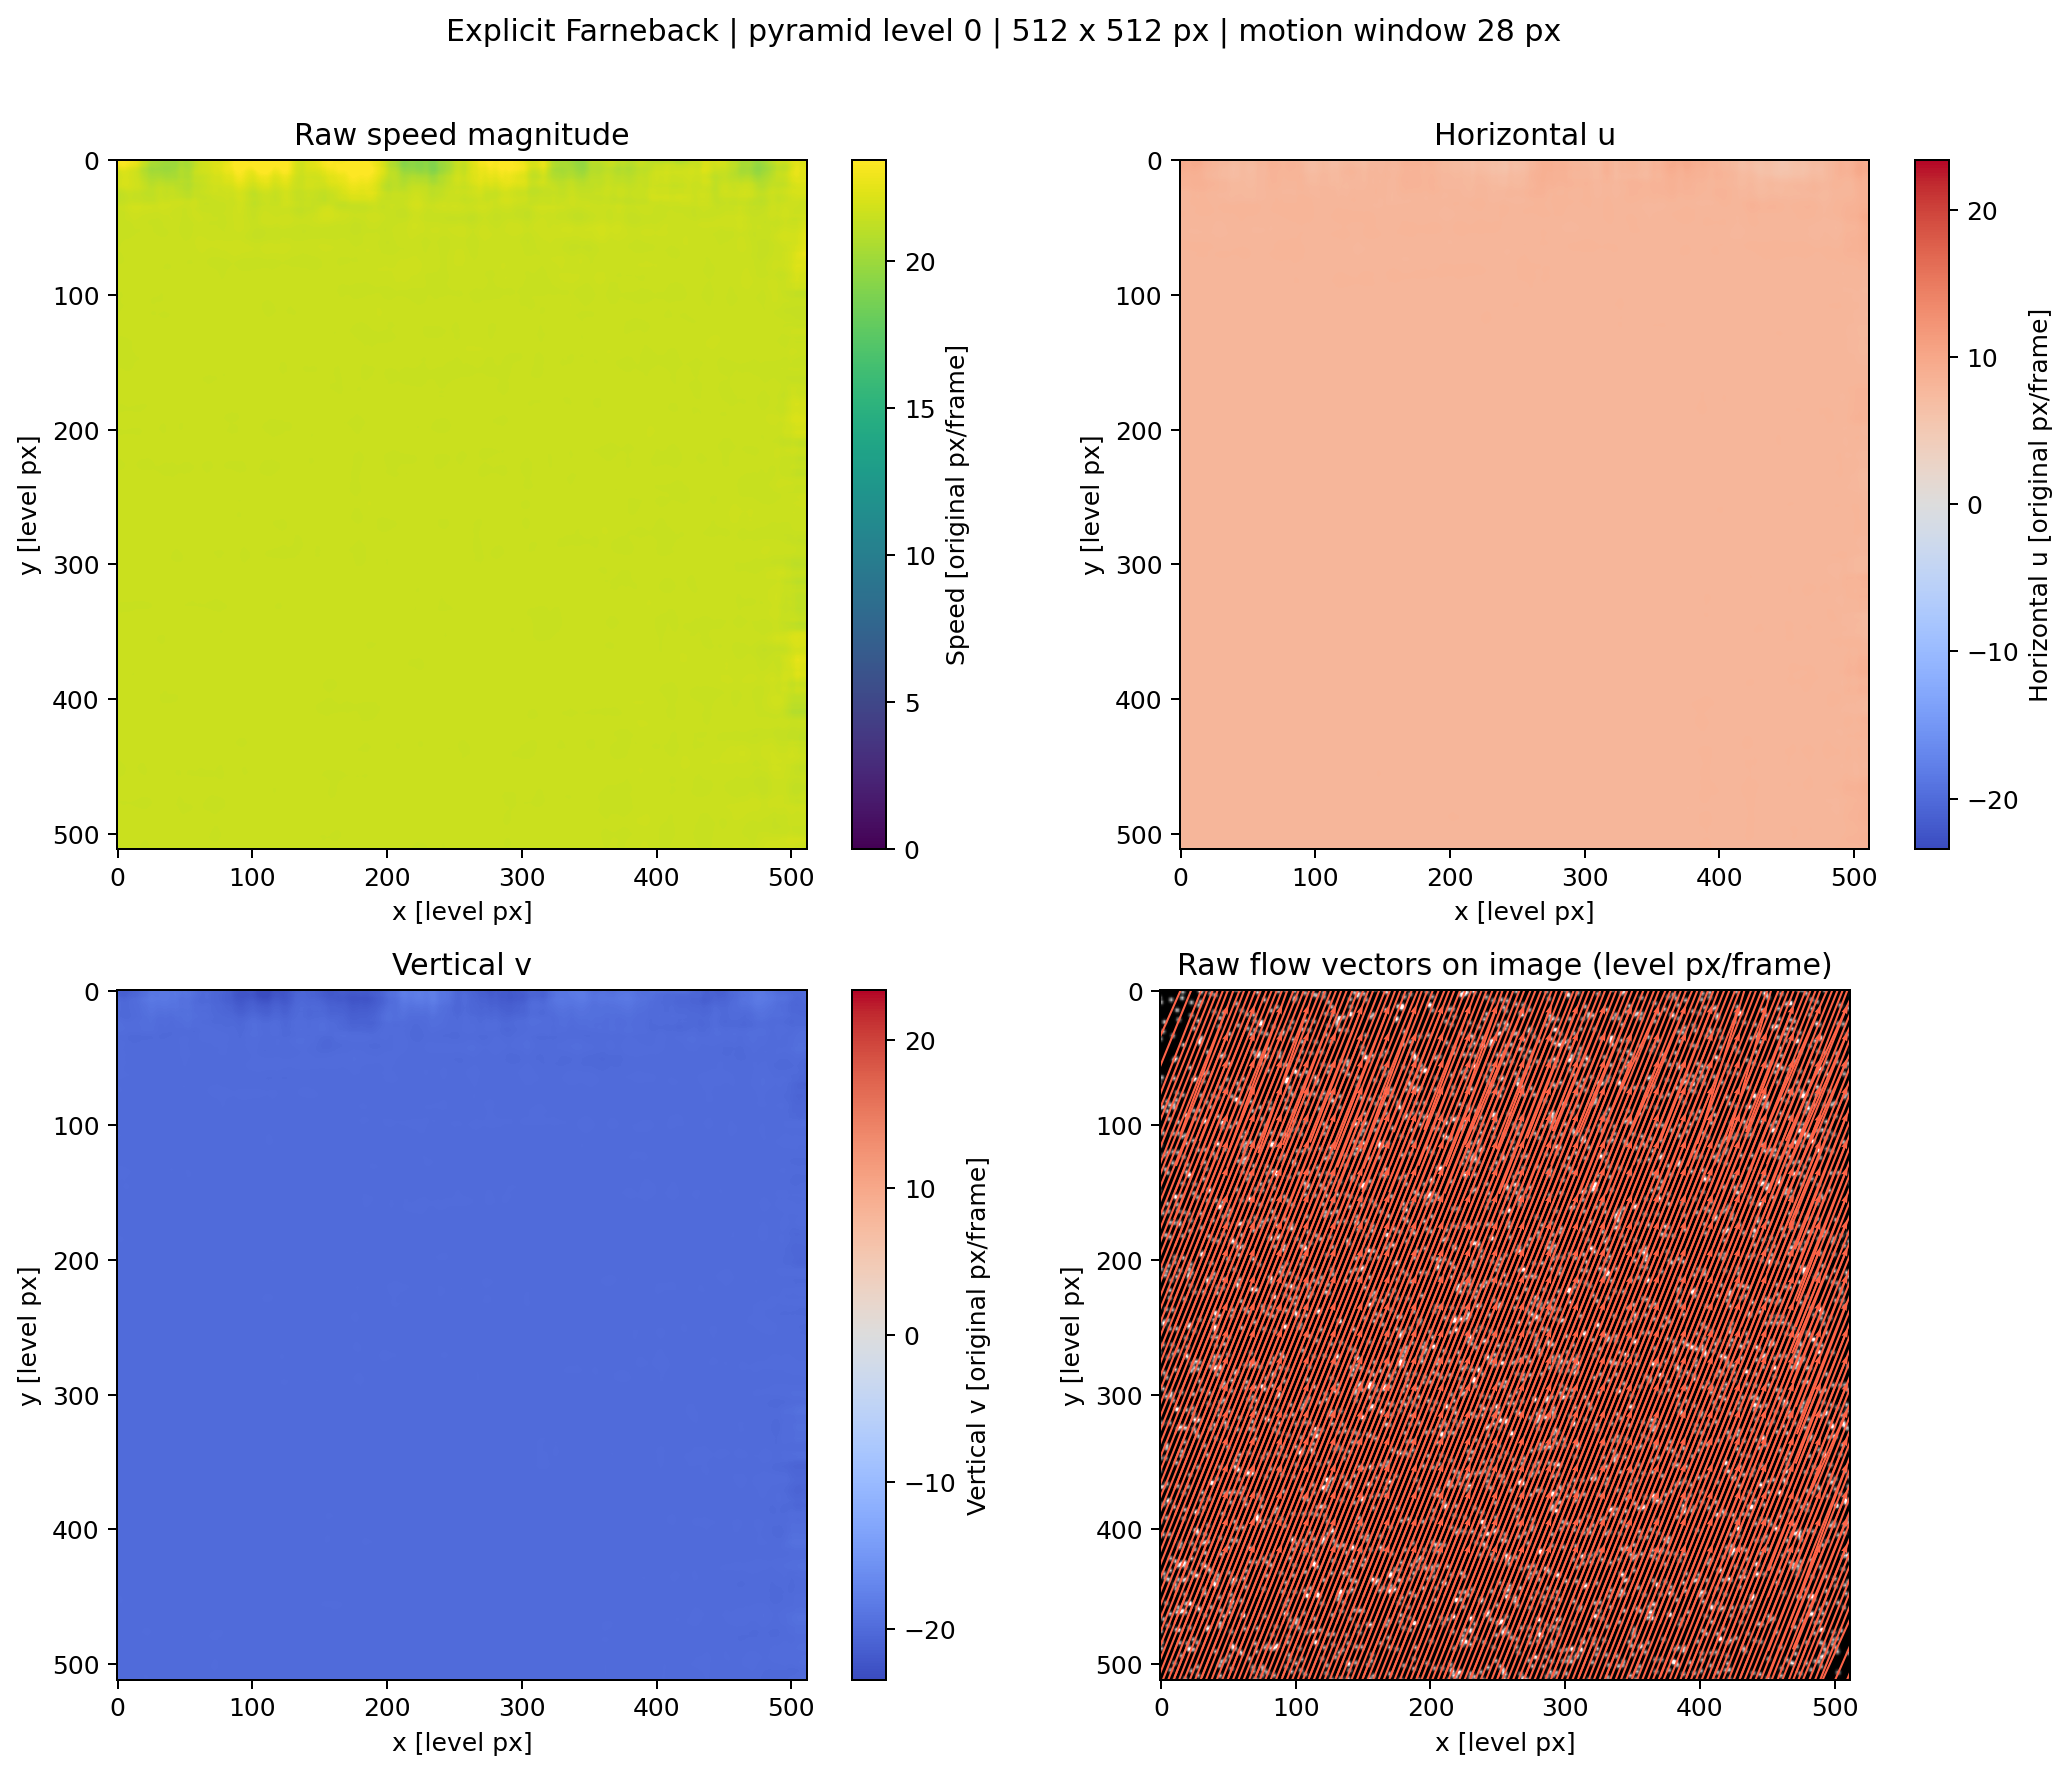 Explicit Farneback | pyramid level 0 | 512 x 512 px | motion window 28 px
Raw speed magnitude
0
100
200
300
400
500
y [level px]
0 100 200 300 400 500
x [level px]
20
15
10
5
0
Speed [original px/frame]
Horizontal u
0
100
200
300
400
500
y [level px]
0 100 200 300 400 500
x [level px]
20
10
0
−10
−20
Horizontal u [original px/frame]
Vertical v
0
100
200
300
400
500
y [level px]
0 100 200 300 400 500
x [level px]
20
10
0
−10
−20
Vertical v [original px/frame]
Raw flow vectors on image (level px/frame)
0
100
200
300
400
500
y [level px]
0 100 200 300 400 500
x [level px]